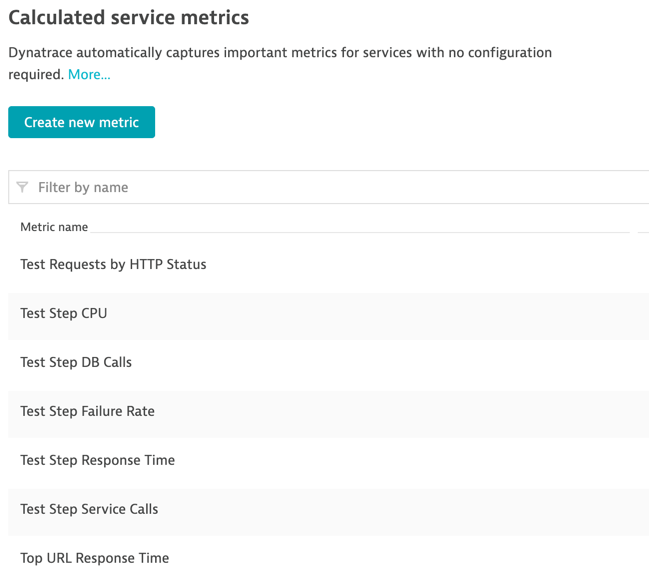 Calculated service metrics
Dynatrace automatically captures important metrics for services with no configuration
required. More...
Create new metric
Filter by name
Metric name
Test Requests by HTTP Status
Test Step CPU
Test Step DB Calls
Test Step Failure Rate
Test Step Response Time
Test Step Service Calls
Top URL Response Time